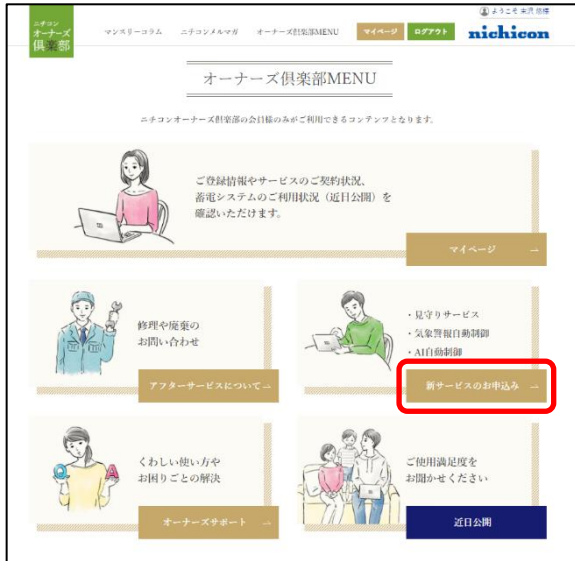 ニチコン
オーナーズ
倶楽部
マンスリーコラム
ニチコンメルマガ
オーナーズ倶楽部MENU
マイページ
ログアウト
ようこそ
様
nichicon
オーナーズ倶楽部MENU
ニチコンオーナーズ倶楽部の会員様のみがご利用できるコンテンツとなります。
ご登録情報やサービスのご契約状況、
蓄電システムのご利用状況（近日公開）を
確認いただけます。
マイページ →
修理や廃棄の
お問い合わせ
アフターサービスについて →
・見守りサービス
・気象警報自動制御
・AI自動制御
新サービスのお申込み →
くわしい使い方や
お困りごとの解決
Q A
オーナーズサポート →
ご使用満足度を
お聞かせください
近日公開